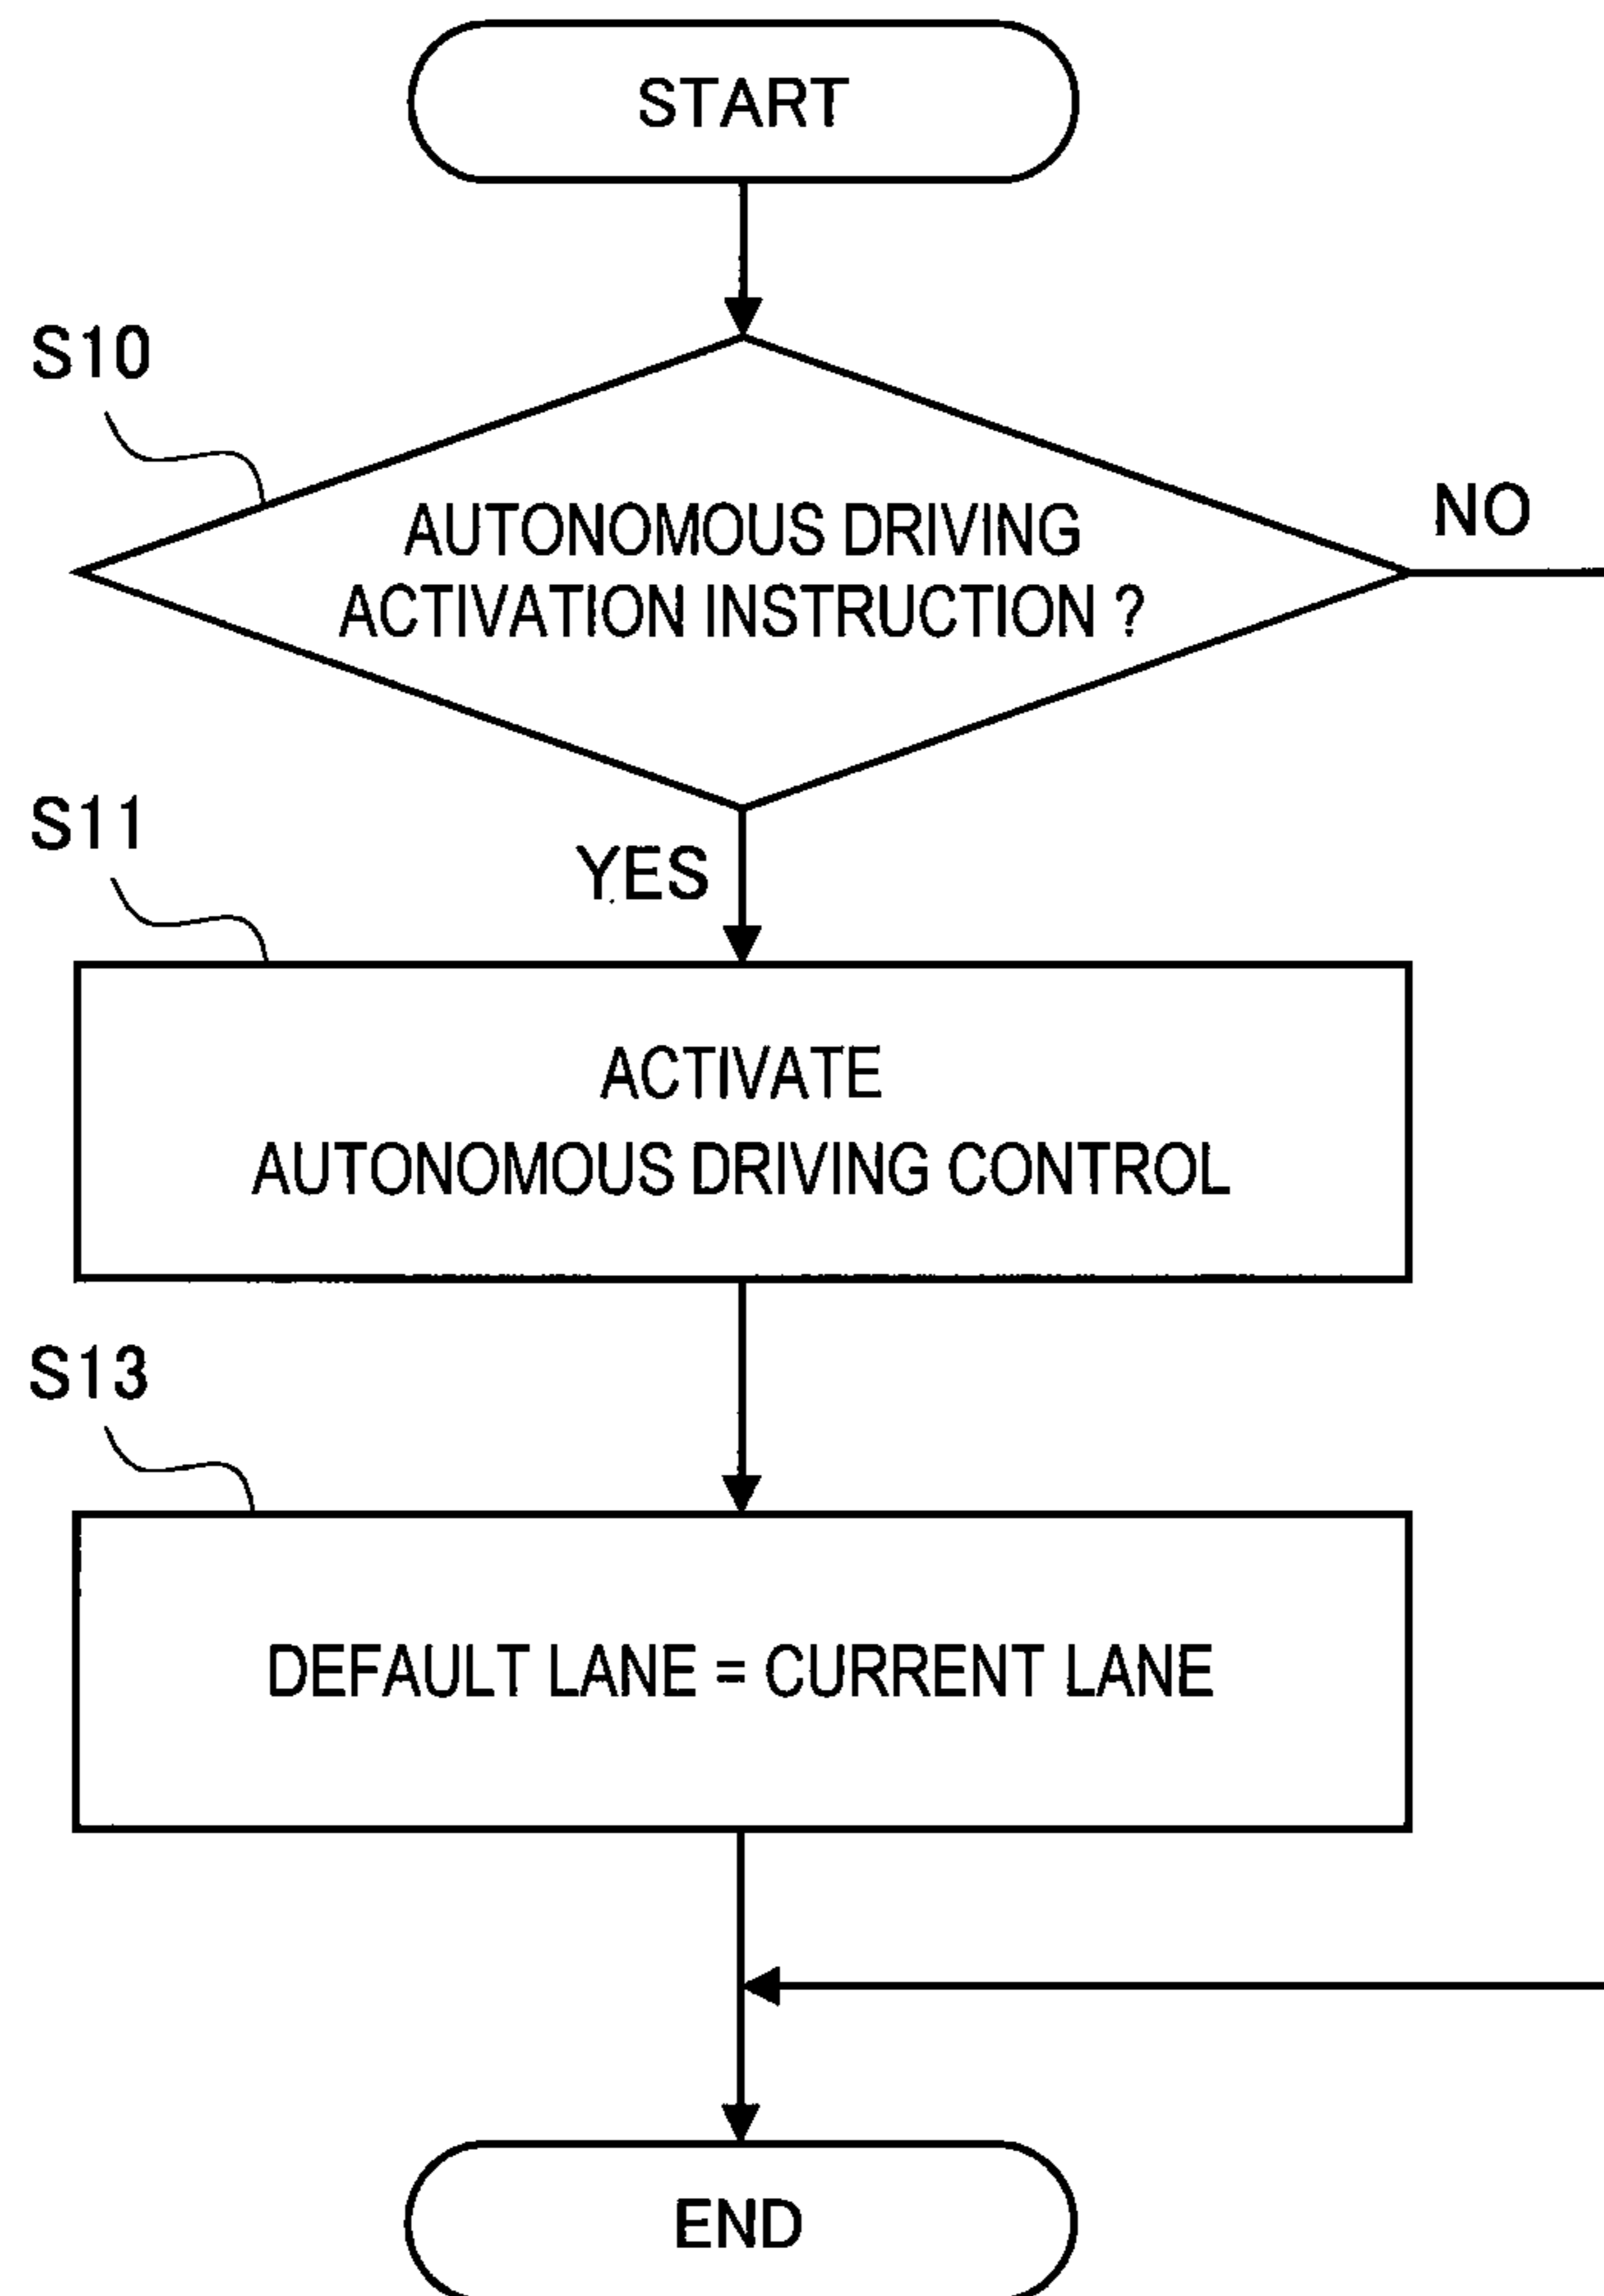 START
S10
AUTONOMOUS DRIVING
ACTIVATION INSTRUCTION ?
NO
S11
YES
ACTIVATE
AUTONOMOUS DRIVING CONTROL
S13
DEFAULT LANE = CURRENT LANE
END